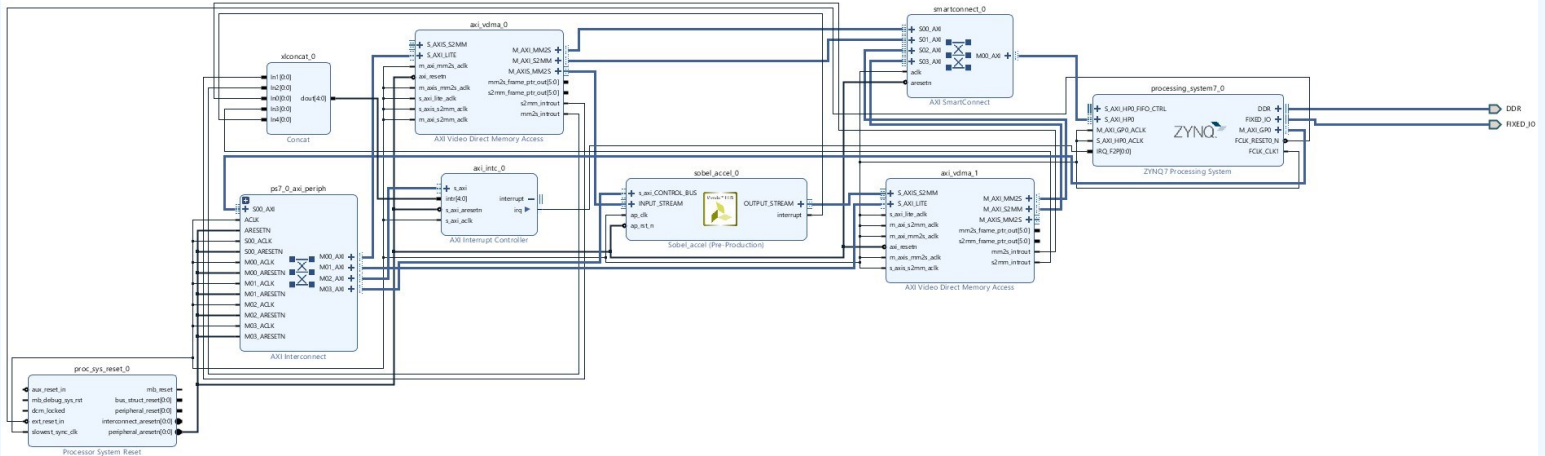 xlconcat_0
In1[0:0]
In2[0:0]
In0[0:0]
In3[0:0]
In4[0:0]
dout[4:0]
Concat
axi_vdma_0
S_AXIS_S2MM
S_AXI_LITE
m_axi_mm2s_aclk
axi_resetn
m_axis_mm2s_aclk
s_axi_lite_aclk
s_axis_s2mm_aclk
m_axi_s2mm_aclk
M_AXI_MM2S
M_AXI_S2MM
M_AXIS_MM2S
mm2s_frame_ptr_out[5:0]
s2mm_frame_ptr_out[5:0]
s2mm_introut
mm2s_introut
AXI Video Direct Memory Access
smartconnect_0
S00_AXI
S01_AXI
S02_AXI
S03_AXI
aclk
aresetn
M00_AXI
AXI SmartConnect
processing_system7_0
S_AXI_HP0_FIFO_CTRL
S_AXI_HP0
M_AXI_GP0_ACLK
S_AXI_HP0_ACLK
IRQ_F2P[0:0]
ZYNQ
DDR
FIXED_IO
M_AXI_GP0
FCLK_RESET0_N
FCLK_CLK1
ZYNQ7 Processing System
DDR
FIXED_IO
axi_intc_0
s_axi
intr[4:0]
s_axi_aresetn
s_axi_aclk
interrupt
irq
AXI Interrupt Controller
sobel_accel_0
s_axi_CONTROL_BUS
INPUT_STREAM
ap_clk
ap_rst_n
OUTPUT_STREAM
interrupt
Sobel_accel (Pre-Production)
axi_vdma_1
S_AXIS_S2MM
S_AXI_LITE
s_axi_lite_aclk
m_axi_s2mm_aclk
m_axi_mm2s_aclk
axi_resetn
m_axis_mm2s_aclk
s_axis_s2mm_aclk
M_AXI_MM2S
M_AXI_S2MM
M_AXIS_MM2S
mm2s_frame_ptr_out[5:0]
s2mm_frame_ptr_out[5:0]
mm2s_introut
s2mm_introut
AXI Video Direct Memory Access
ps7_0_axi_periph
S00_AXI
ACLK
ARESETN
S00_ACLK
S00_ARESETN
M00_ACLK
M00_ARESETN
M01_ACLK
M01_ARESETN
M02_ACLK
M02_ARESETN
M03_ACLK
M03_ARESETN
M00_AXI
M01_AXI
M02_AXI
M03_AXI
AXI Interconnect
proc_sys_reset_0
aux_reset_in
mb_debug_sys_rst
dcm_locked
ext_reset_in
slowest_sync_clk
mb_reset
bus_struct_reset[0:0]
peripheral_reset[0:0]
interconnect_aresetn[0:0]
peripheral_aresetn[0:0]
Processor System Reset